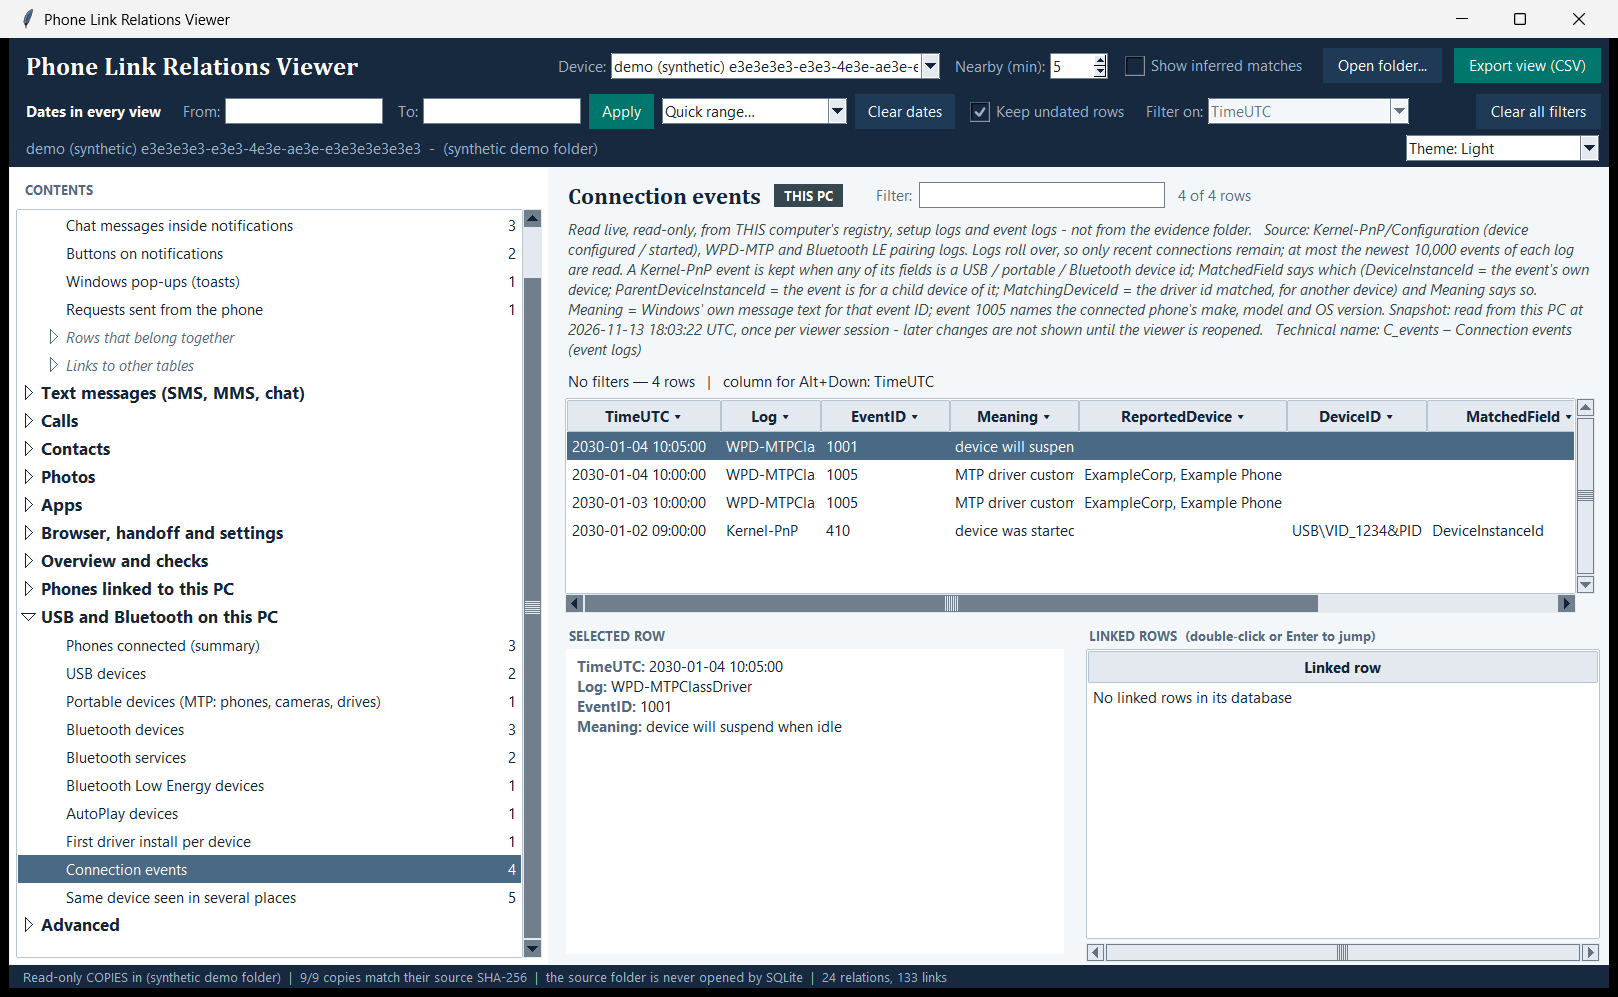 Phone Link Relations Viewer
Phone Link Relations Viewer
Device: demo (synthetic) e3e3e3e3-e3e3-4e3e-ae3e-e
Nearby (min): 5
Show inferred matches
Open folder...
Export view (CSV)
Dates in every view
From:
To:
Apply
Quick range...
Clear dates
Keep undated rows
Filter on: TimeUTC
Clear all filters
demo (synthetic) e3e3e3e3-e3e3-4e3e-ae3e-e3e3e3e3e3e3 - (synthetic demo folder)
Theme: Light
CONTENTS
Chat messages inside notifications 3
Buttons on notifications 2
Windows pop-ups (toasts) 1
Requests sent from the phone 1
Rows that belong together
Links to other tables
Text messages (SMS, MMS, chat)
Calls
Contacts
Photos
Apps
Browser, handoff and settings
Overview and checks
Phones linked to this PC
USB and Bluetooth on this PC
Phones connected (summary) 3
USB devices 2
Portable devices (MTP: phones, cameras, drives) 1
Bluetooth devices 3
Bluetooth services 2
Bluetooth Low Energy devices 1
AutoPlay devices 1
First driver install per device 1
Connection events 4
Same device seen in several places 5
Advanced
Connection events
THIS PC
Filter:
4 of 4 rows
Read live, read-only, from THIS computer's registry, setup logs and event logs - not from the evidence folder. Source: Kernel-PnP/Configuration (device
configured / started), WPD-MTP and Bluetooth LE pairing logs. Logs roll over, so only recent connections remain; at most the newest 10,000 events of each log
are read. A Kernel-PnP event is kept when any of its fields is a USB / portable / Bluetooth device id; MatchedField says which (DeviceInstanceId = the event's own
device; ParentDeviceInstanceId = the event is for a child device of it; MatchingDeviceId = the driver id matched, for another device) and Meaning says so.
Meaning = Windows' own message text for that event ID; event 1005 names the connected phone's make, model and OS version. Snapshot: read from this PC at
2026-11-13 18:03:22 UTC, once per viewer session - later changes are not shown until the viewer is reopened. Technical name: C_events – Connection events
(event logs)
No filters — 4 rows | column for Alt+Down: TimeUTC
TimeUTC Log EventID Meaning ReportedDevice DeviceID MatchedField
2030-01-04 10:05:00 WPD-MTPCla 1001 device will suspen
2030-01-04 10:00:00 WPD-MTPCla 1005 MTP driver custom ExampleCorp, Example Phone
2030-01-03 10:00:00 WPD-MTPCla 1005 MTP driver custom ExampleCorp, Example Phone
2030-01-02 09:00:00 Kernel-PnP 410 device was started USB\VID_1234&PID DeviceInstanceId
SELECTED ROW
TimeUTC: 2030-01-04 10:05:00
Log: WPD-MTPClassDriver
EventID: 1001
Meaning: device will suspend when idle
LINKED ROWS (double-click or Enter to jump)
Linked row
No linked rows in its database
Read-only COPIES in (synthetic demo folder) | 9/9 copies match their source SHA-256 | the source folder is never opened by SQLite | 24 relations, 133 links